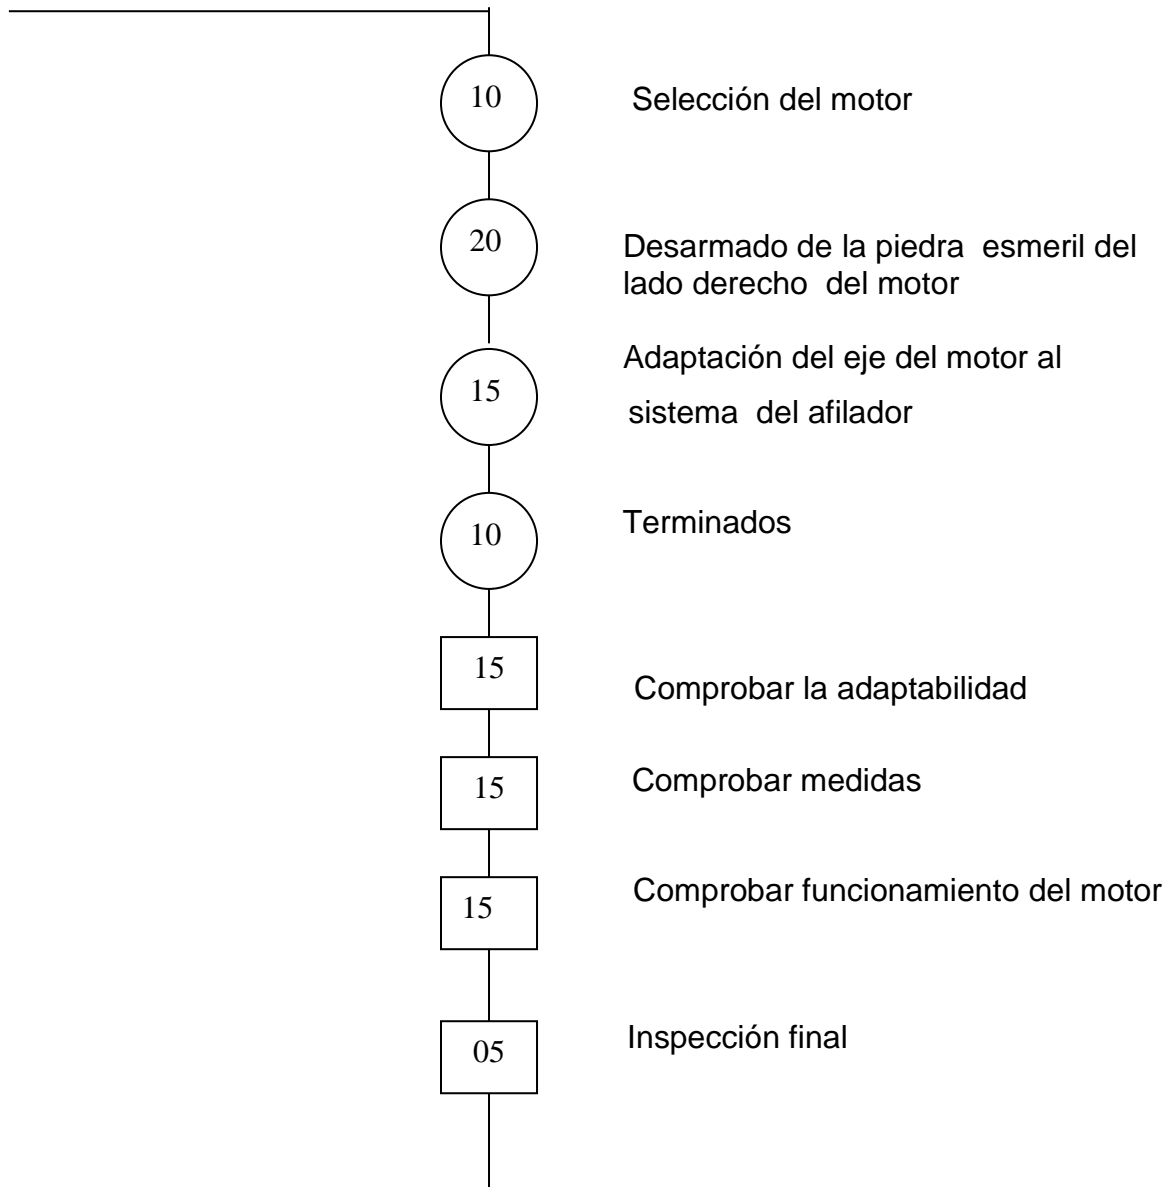 10
Selección del motor
20
Desarmado de la piedra esmeril del
lado derecho del motor
15
Adaptación del eje del motor al
sistema del afilador
10
Terminados
15
Comprobar la adaptabilidad
15
Comprobar medidas
15
Comprobar funcionamiento del motor
05
Inspección final